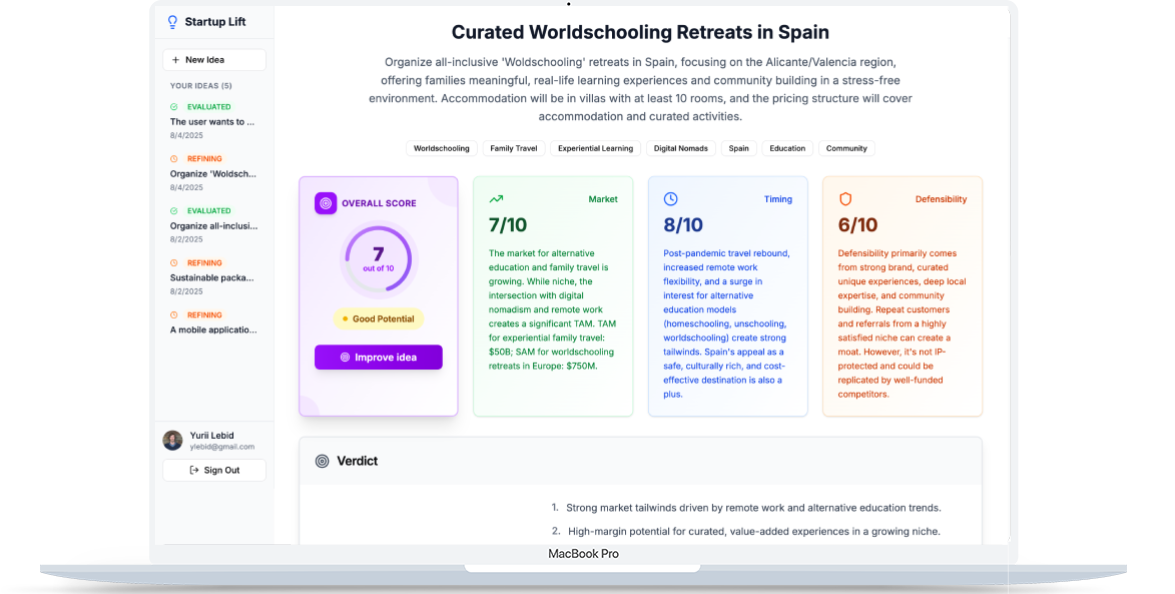 Startup Lift
+ New Idea
YOUR IDEAS (5)
EVALUATED
The user wants to ...
8/4/2025
REFINING
Organize 'Woldsch...
8/4/2025
EVALUATED
Organize all-inclusi...
8/2/2025
REFINING
Sustainable packa...
8/2/2025
REFINING
A mobile applicatio...
Yurii Lebid
ylebid@gmail.com
Sign Out
Curated Worldschooling Retreats in Spain
Organize all-inclusive 'Woldschooling' retreats in Spain, focusing on the Alicante/Valencia region,
offering families meaningful, real-life learning experiences and community building in a stress-free
environment. Accommodation will be in villas with at least 10 rooms, and the pricing structure will cover
accommodation and curated activities.
Worldschooling Family Travel Experiential Learning Digital Nomads Spain Education Community
OVERALL SCORE
7
out of 10
Good Potential
Improve idea
Market
7/10
The market for alternative
education and family travel is
growing. While niche, the
intersection with digital
nomadism and remote work
creates a significant TAM. TAM
for experiential family travel:
$50B; SAM for worldschooling
retreats in Europe: $750M.
Timing
8/10
Post-pandemic travel rebound,
increased remote work
flexibility, and a surge in
interest for alternative
education models
(homeschooling, unschooling,
worldschooling) create strong
tailwinds. Spain's appeal as a
safe, culturally rich, and cost-
effective destination is also a
plus.
Defensibility
6/10
Defensibility primarily comes
from strong brand, curated
unique experiences, deep local
expertise, and community
building. Repeat customers
and referrals from a highly
satisfied niche can create a
moat. However, it's not IP-
protected and could be
replicated by well-funded
competitors.
Verdict
1. Strong market tailwinds driven by remote work and alternative education trends.
2. High-margin potential for curated, value-added experiences in a growing niche.
MacBook Pro